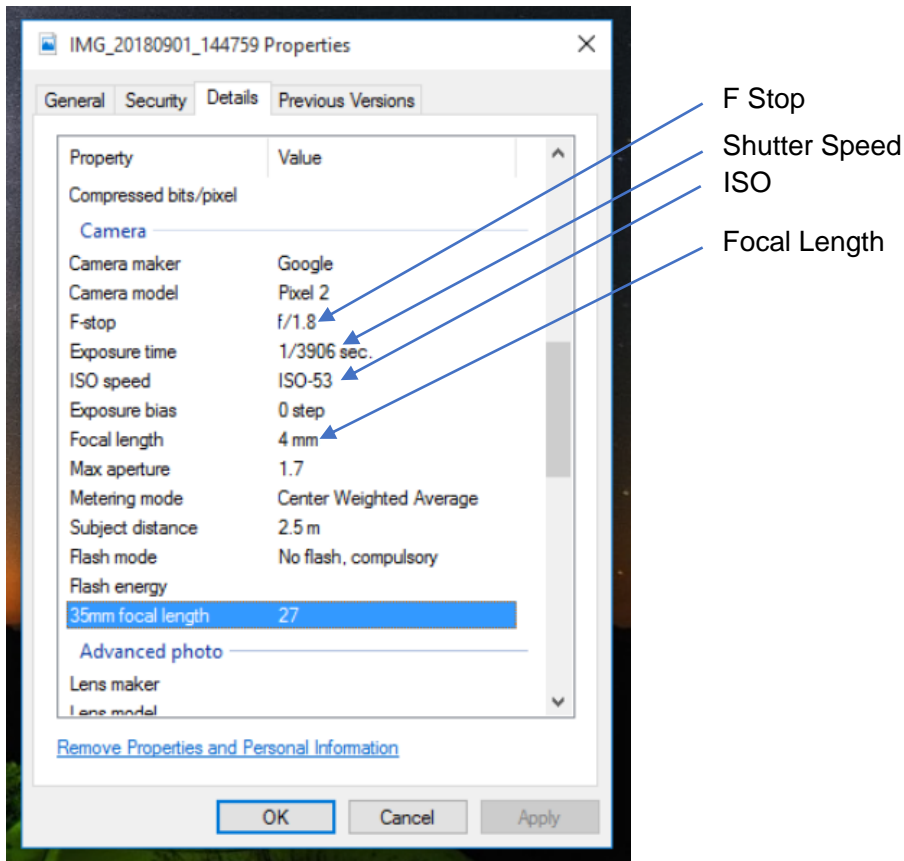 IMG_20180901_144759 Properties
General Security Details Previous Versions
Property Value
Compressed bits/pixel
Camera
Camera maker Google
Camera model Pixel 2
F-stop f/1.8
Exposure time 1/3906 sec.
ISO speed ISO-53
Exposure bias 0 step
Focal length 4 mm
Max aperture 1.7
Metering mode Center Weighted Average
Subject distance 2.5 m
Flash mode No flash, compulsory
Flash energy
35mm focal length 27
Advanced photo
Lens maker
Lens model
Remove Properties and Personal Information
OK Cancel Apply
F Stop
Shutter Speed
ISO
Focal Length